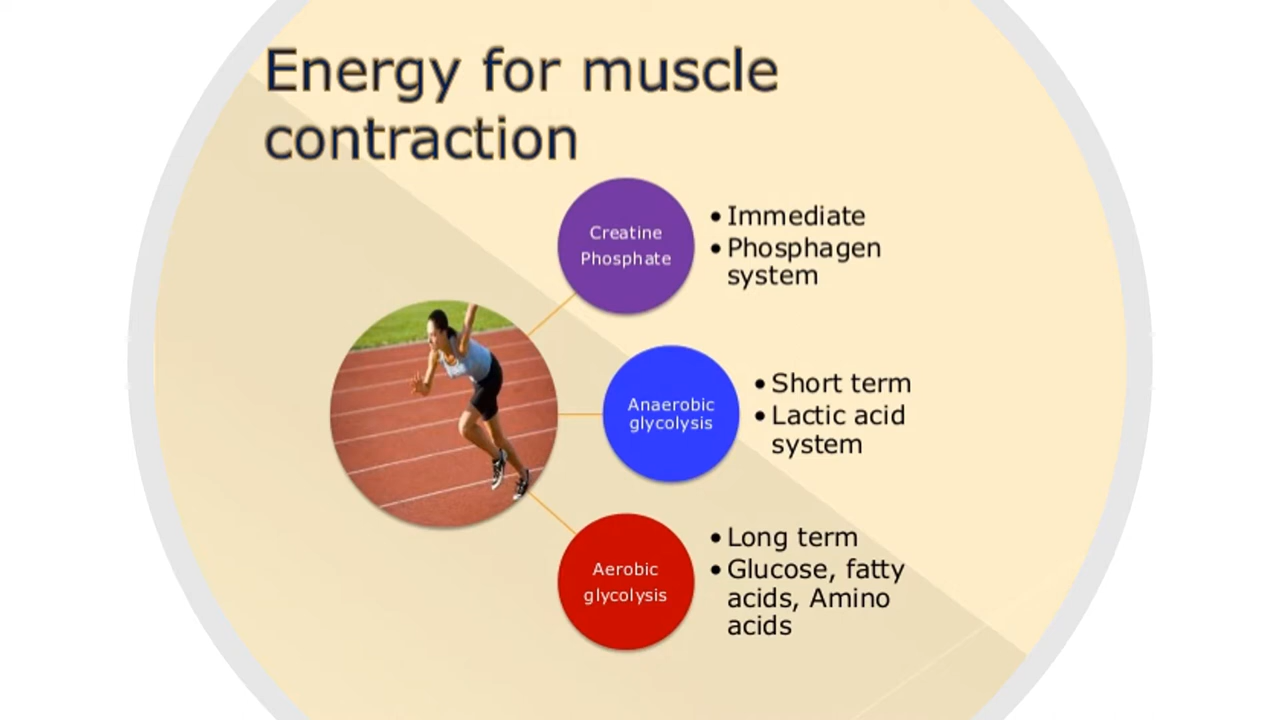 Energy for muscle
contraction
Creatine
Phosphate
• Immediate
• Phosphagen
system
Anaerobic
glycolysis
• Short term
• Lactic acid
system
Aerobic
glycolysis
• Long term
• Glucose, fatty
acids, Amino
acids